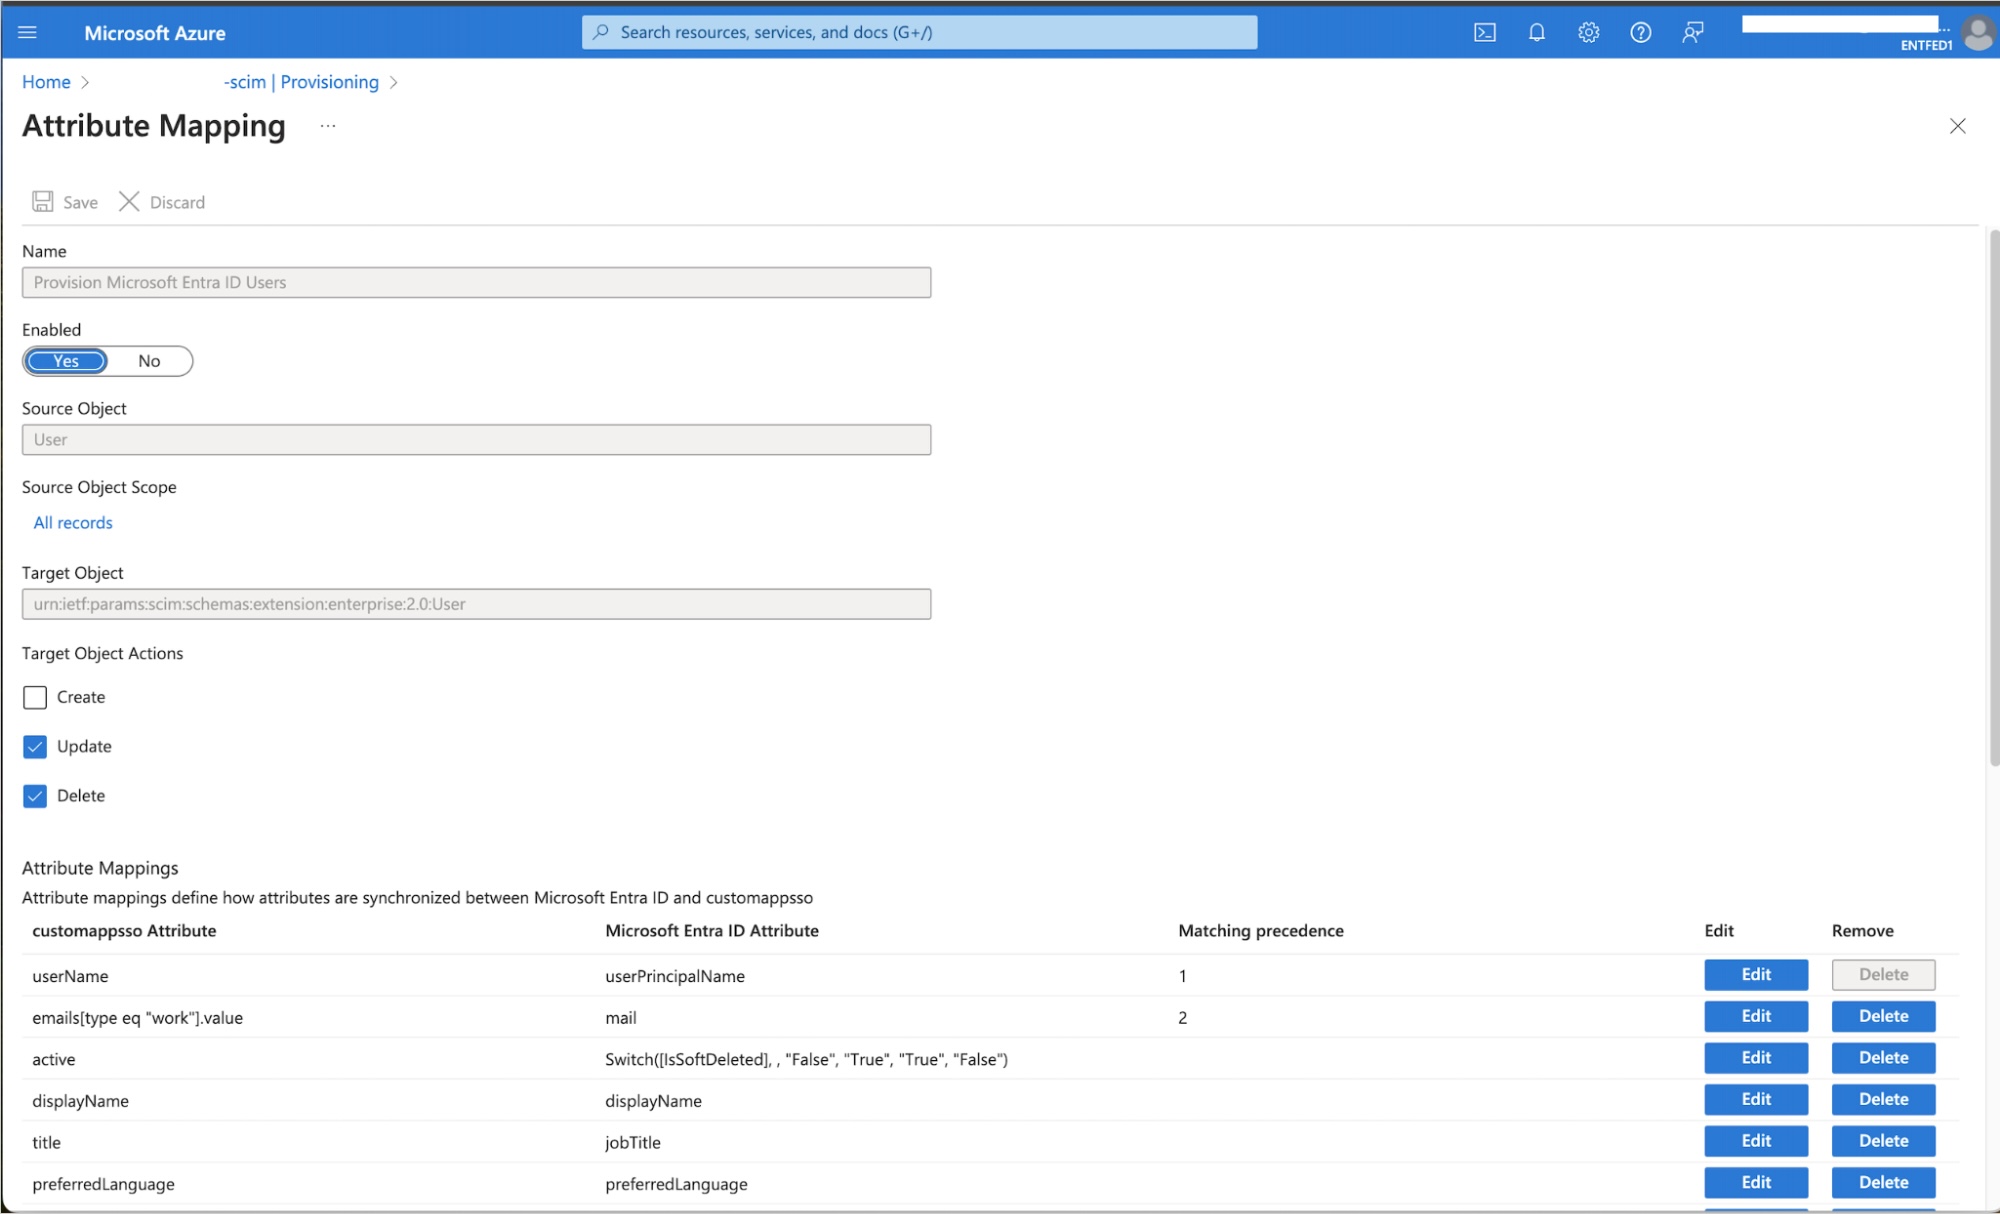 Microsoft Azure
Search resources, services, and docs (G+/)
...
ENTFED1
Home > -scim | Provisioning >
Attribute Mapping ...
Save Discard
Name
Provision Microsoft Entra ID Users
Enabled
Yes No
Source Object
User
Source Object Scope
All records
Target Object
urn:ietf:params:scim:schemas:extension:enterprise:2.0:User
Target Object Actions
Create
Update
Delete
Attribute Mappings
Attribute mappings define how attributes are synchronized between Microsoft Entra ID and customappsso
customappsso Attribute Microsoft Entra ID Attribute Matching precedence Edit Remove
userName userPrincipalName 1 Edit Delete
emails[type eq "work"].value mail 2 Edit Delete
active Switch([IsSoftDeleted], , "False", "True", "True", "False") Edit Delete
displayName displayName Edit Delete
title jobTitle Edit Delete
preferredLanguage preferredLanguage Edit Delete